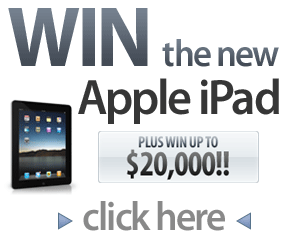 WIN the new
Apple iPad
PLUS WIN UP TO
$20,000!!
click here